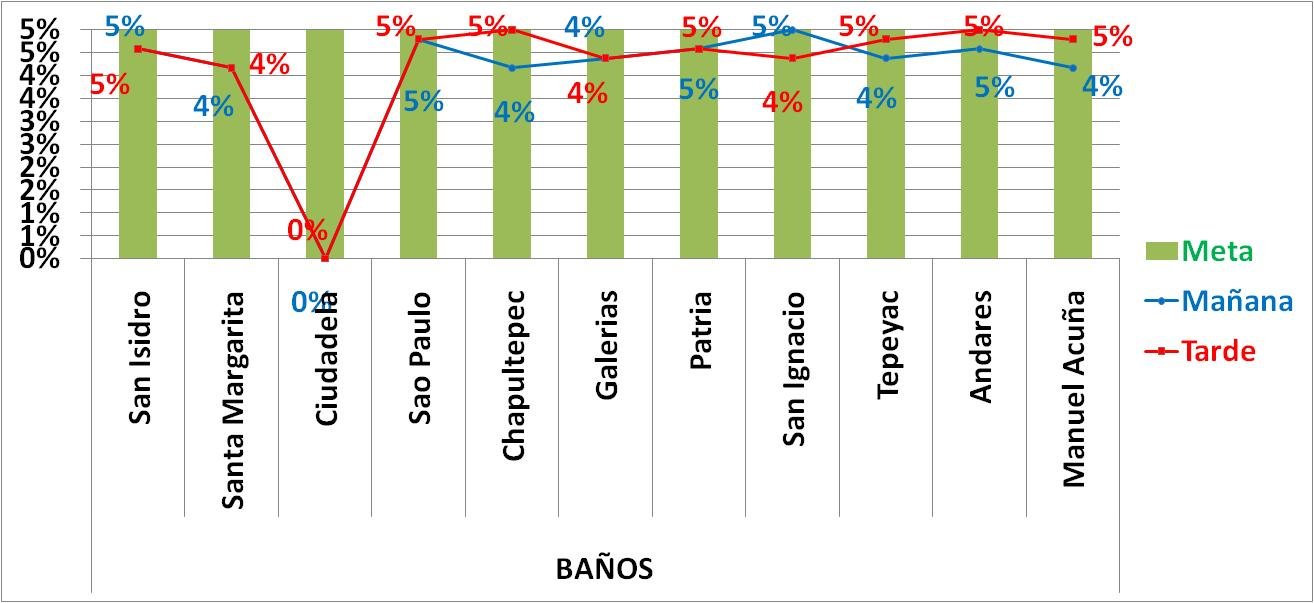 5%
5%
4%
4%
3%
3%
2%
2%
1%
1%
0%
5%
5%
4%
4%
0%
0%
5%
5%
5%
4%
4%
4%
5%
5%
5%
4%
5%
4%
5%
5%
5%
4%
San Isidro
Santa Margarita
Ciudadela
Sao Paulo
Chapultepec
Galerias
Patria
San Ignacio
Tepeyac
Andares
Manuel Acuña
BAÑOS
Meta
Mañana
Tarde